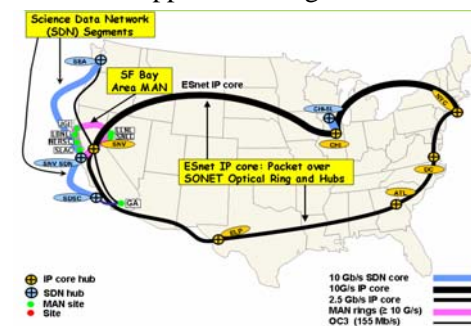 Science Data Network
(SDN) Segments
SEA
SF Bay
Area MAN
ESnet IP core
CHI-SL
NYC
JGI
LBNL
NERSC
SLAC
LLNL
SNLL
SNV
CHI
SNV SDN
ESnet IP core: Packet over
SONET Optical Ring and Hubs
DC
SDSC
GA
ATL
ELP
IP core hub
SDN hub
MAN site
Site
10 Gb/s SDN core
10G/s IP core
2.5 Gb/s IP core
MAN rings (≥ 10 G/s)
OC3 (155 Mb/s)